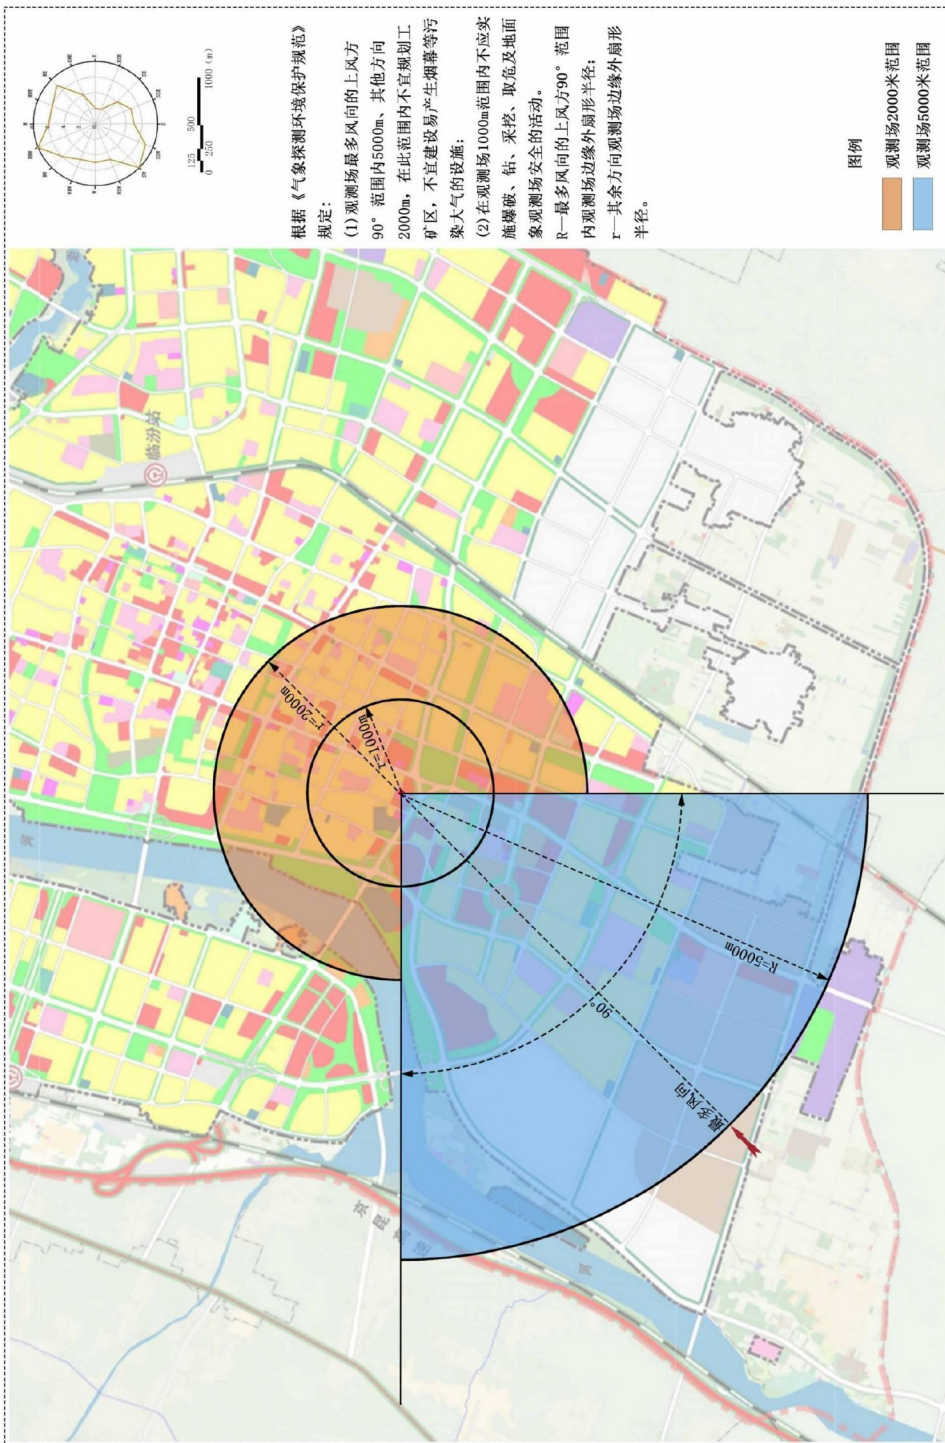 0 125 250 500 1000 (m)
根据《气象探测环境保护规范》
规定：
(1)观测场最多风向的上风方
90° 范围内5000m、其他方向
2000m，在此范围内不宜规划工
矿区，不宜建设易产生烟幕等污
染大气的设施；
(2)在观测场1000m范围内不应实
施爆破、钻、采挖、取危及地面
象观测场安全的活动。
R—最多风向的上风方90° 范围
内观测场边缘外扇形半径；
r—其余方向观测场边缘外扇形
半径。
图例
观测场2000米范围
观测场5000米范围
临汾站
河
r=2000m
r=1000m
90°
R=5000m
最多风向
京昆高速
河